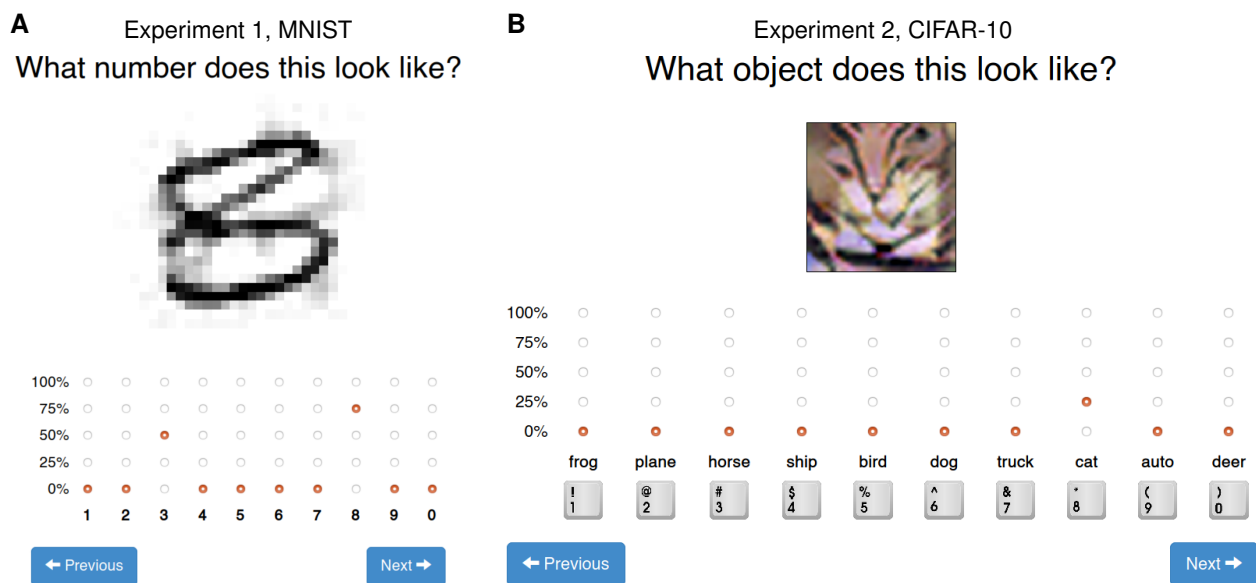 A
Experiment 1, MNIST
What number does this look like?
100%
75%
50%
25%
0%
1 2 3 4 5 6 7 8 9 0
← Previous
Next →
B
Experiment 2, CIFAR-10
What object does this look like?
100%
75%
50%
25%
0%
frog plane horse ship bird dog truck cat auto deer
! @ # $ % ^ & * ( )
1 2 3 4 5 6 7 8 9 0
← Previous
Next →